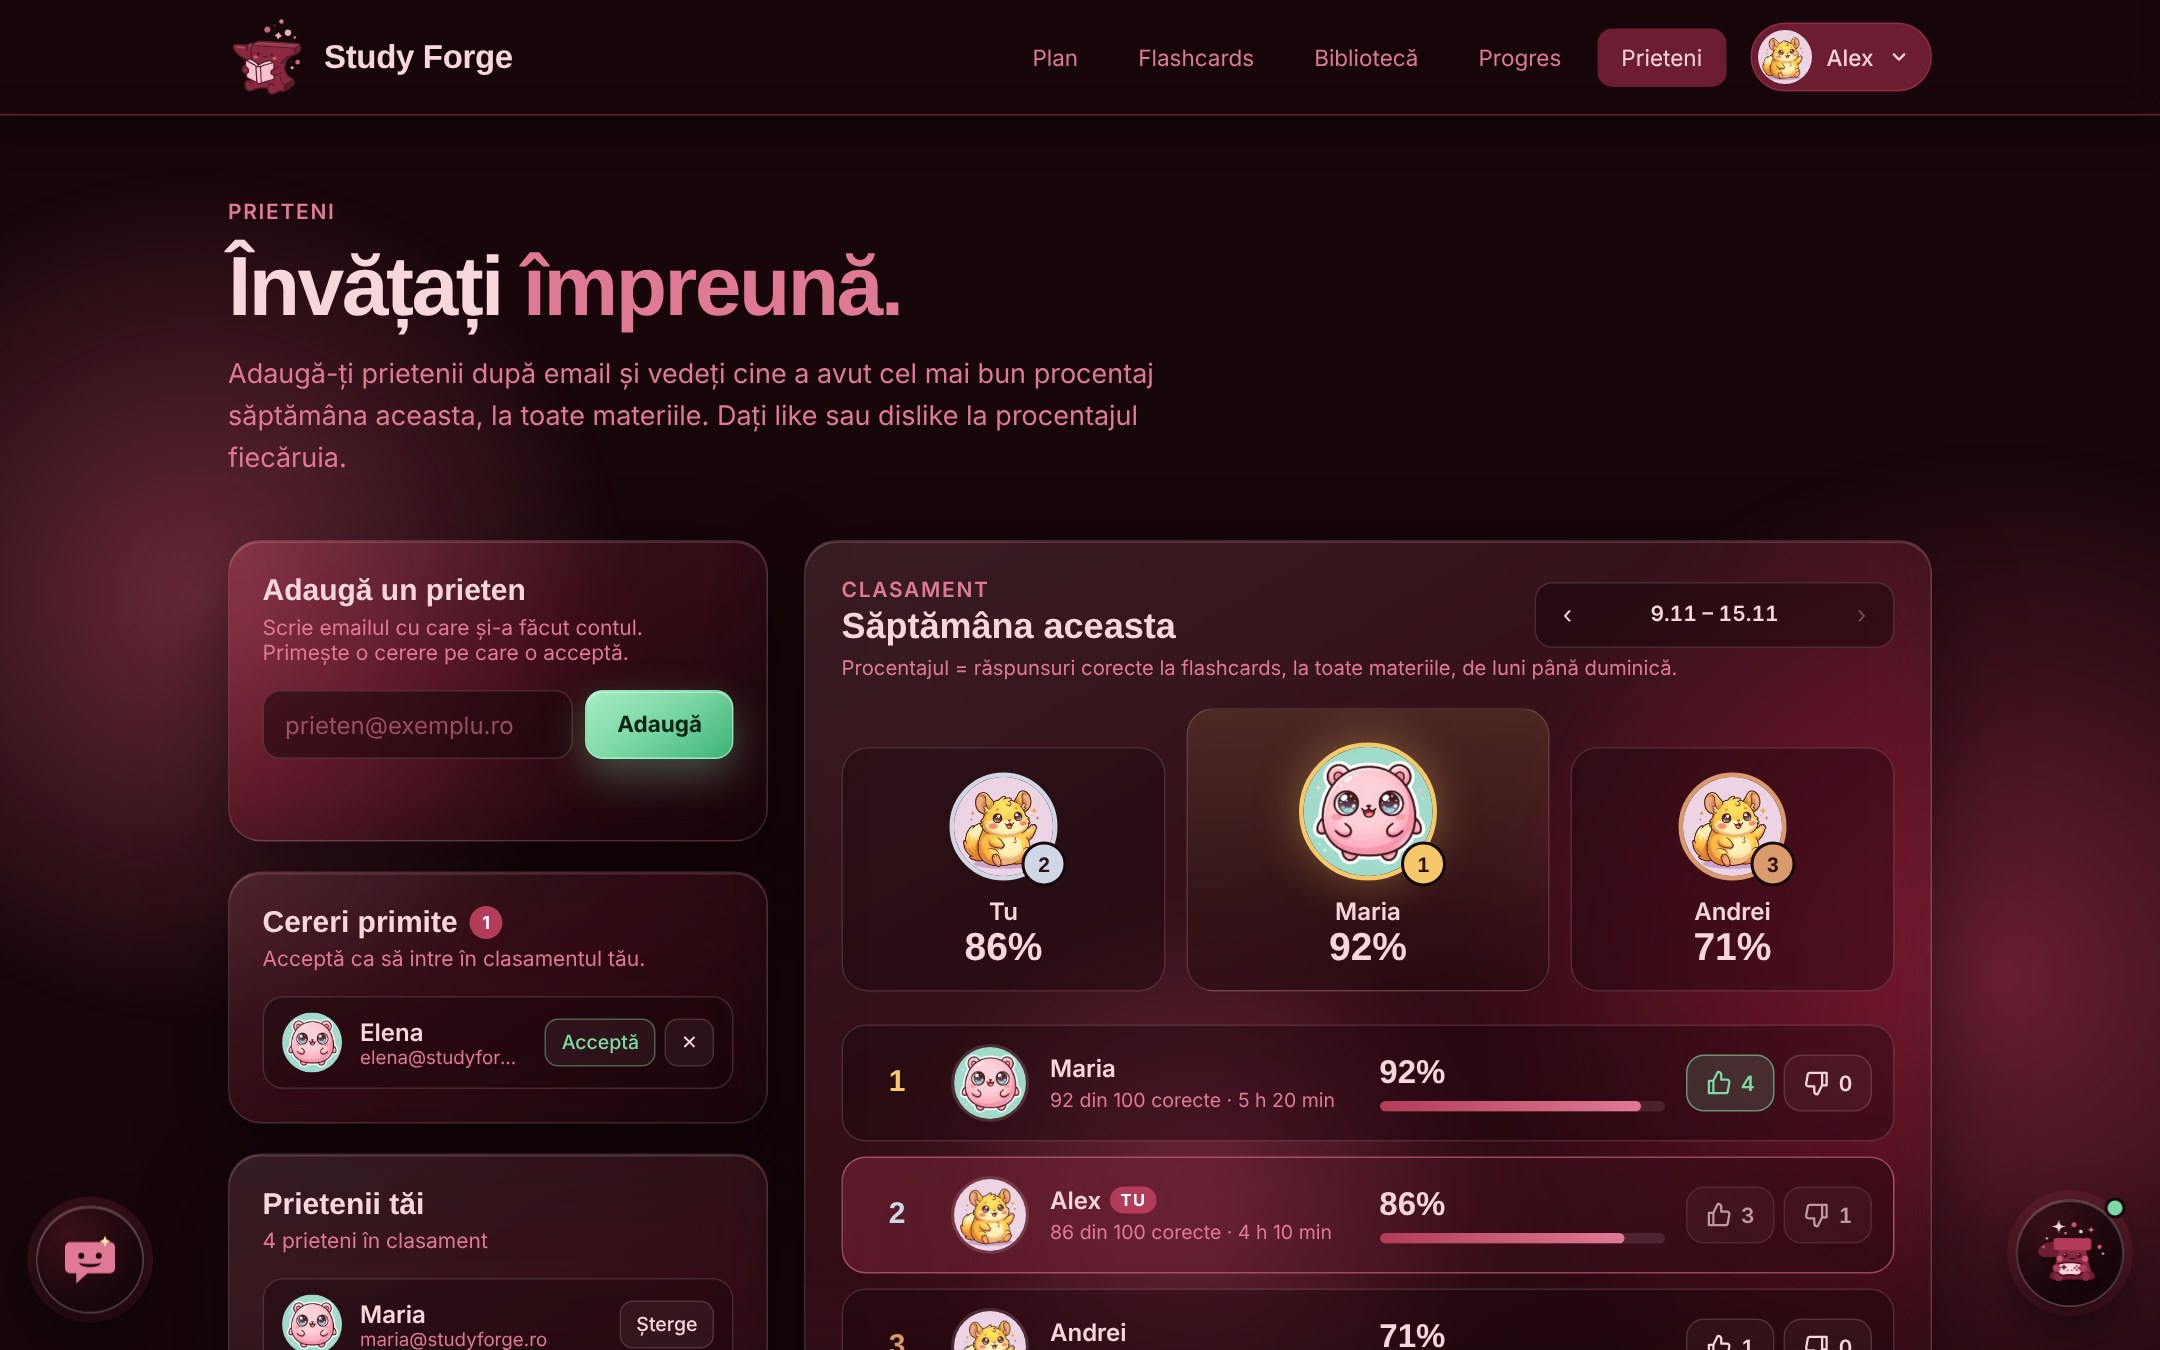 Study Forge
Plan
Flashcards
Bibliotecă
Progres
Prieteni
Alex
PRIETENI
Învățați împreună.
Adaugă-ți prietenii după email și vedeți cine a avut cel mai bun procentaj
săptămâna aceasta, la toate materiile. Dați like sau dislike la procentajul
fiecăruia.
Adaugă un prieten
Scrie emailul cu care și-a făcut contul.
Primește o cerere pe care o acceptă.
prieten@exemplu.ro
Adaugă
Cereri primite 1
Acceptă ca să intre în clasamentul tău.
Elena
elena@studyfor...
Acceptă
×
Prietenii tăi
4 prieteni în clasament
Maria
maria@studyforge.ro
Șterge
CLASAMENT
Săptămâna aceasta
‹ 9.11 – 15.11 ›
Procentajul = răspunsuri corecte la flashcards, la toate materiile, de luni până duminică.
2
Tu
86%
1
Maria
92%
3
Andrei
71%
1
Maria
92 din 100 corecte · 5 h 20 min
92%
4
0
2
Alex TU
86 din 100 corecte · 4 h 10 min
86%
3
1
3
Andrei
71%
1
0